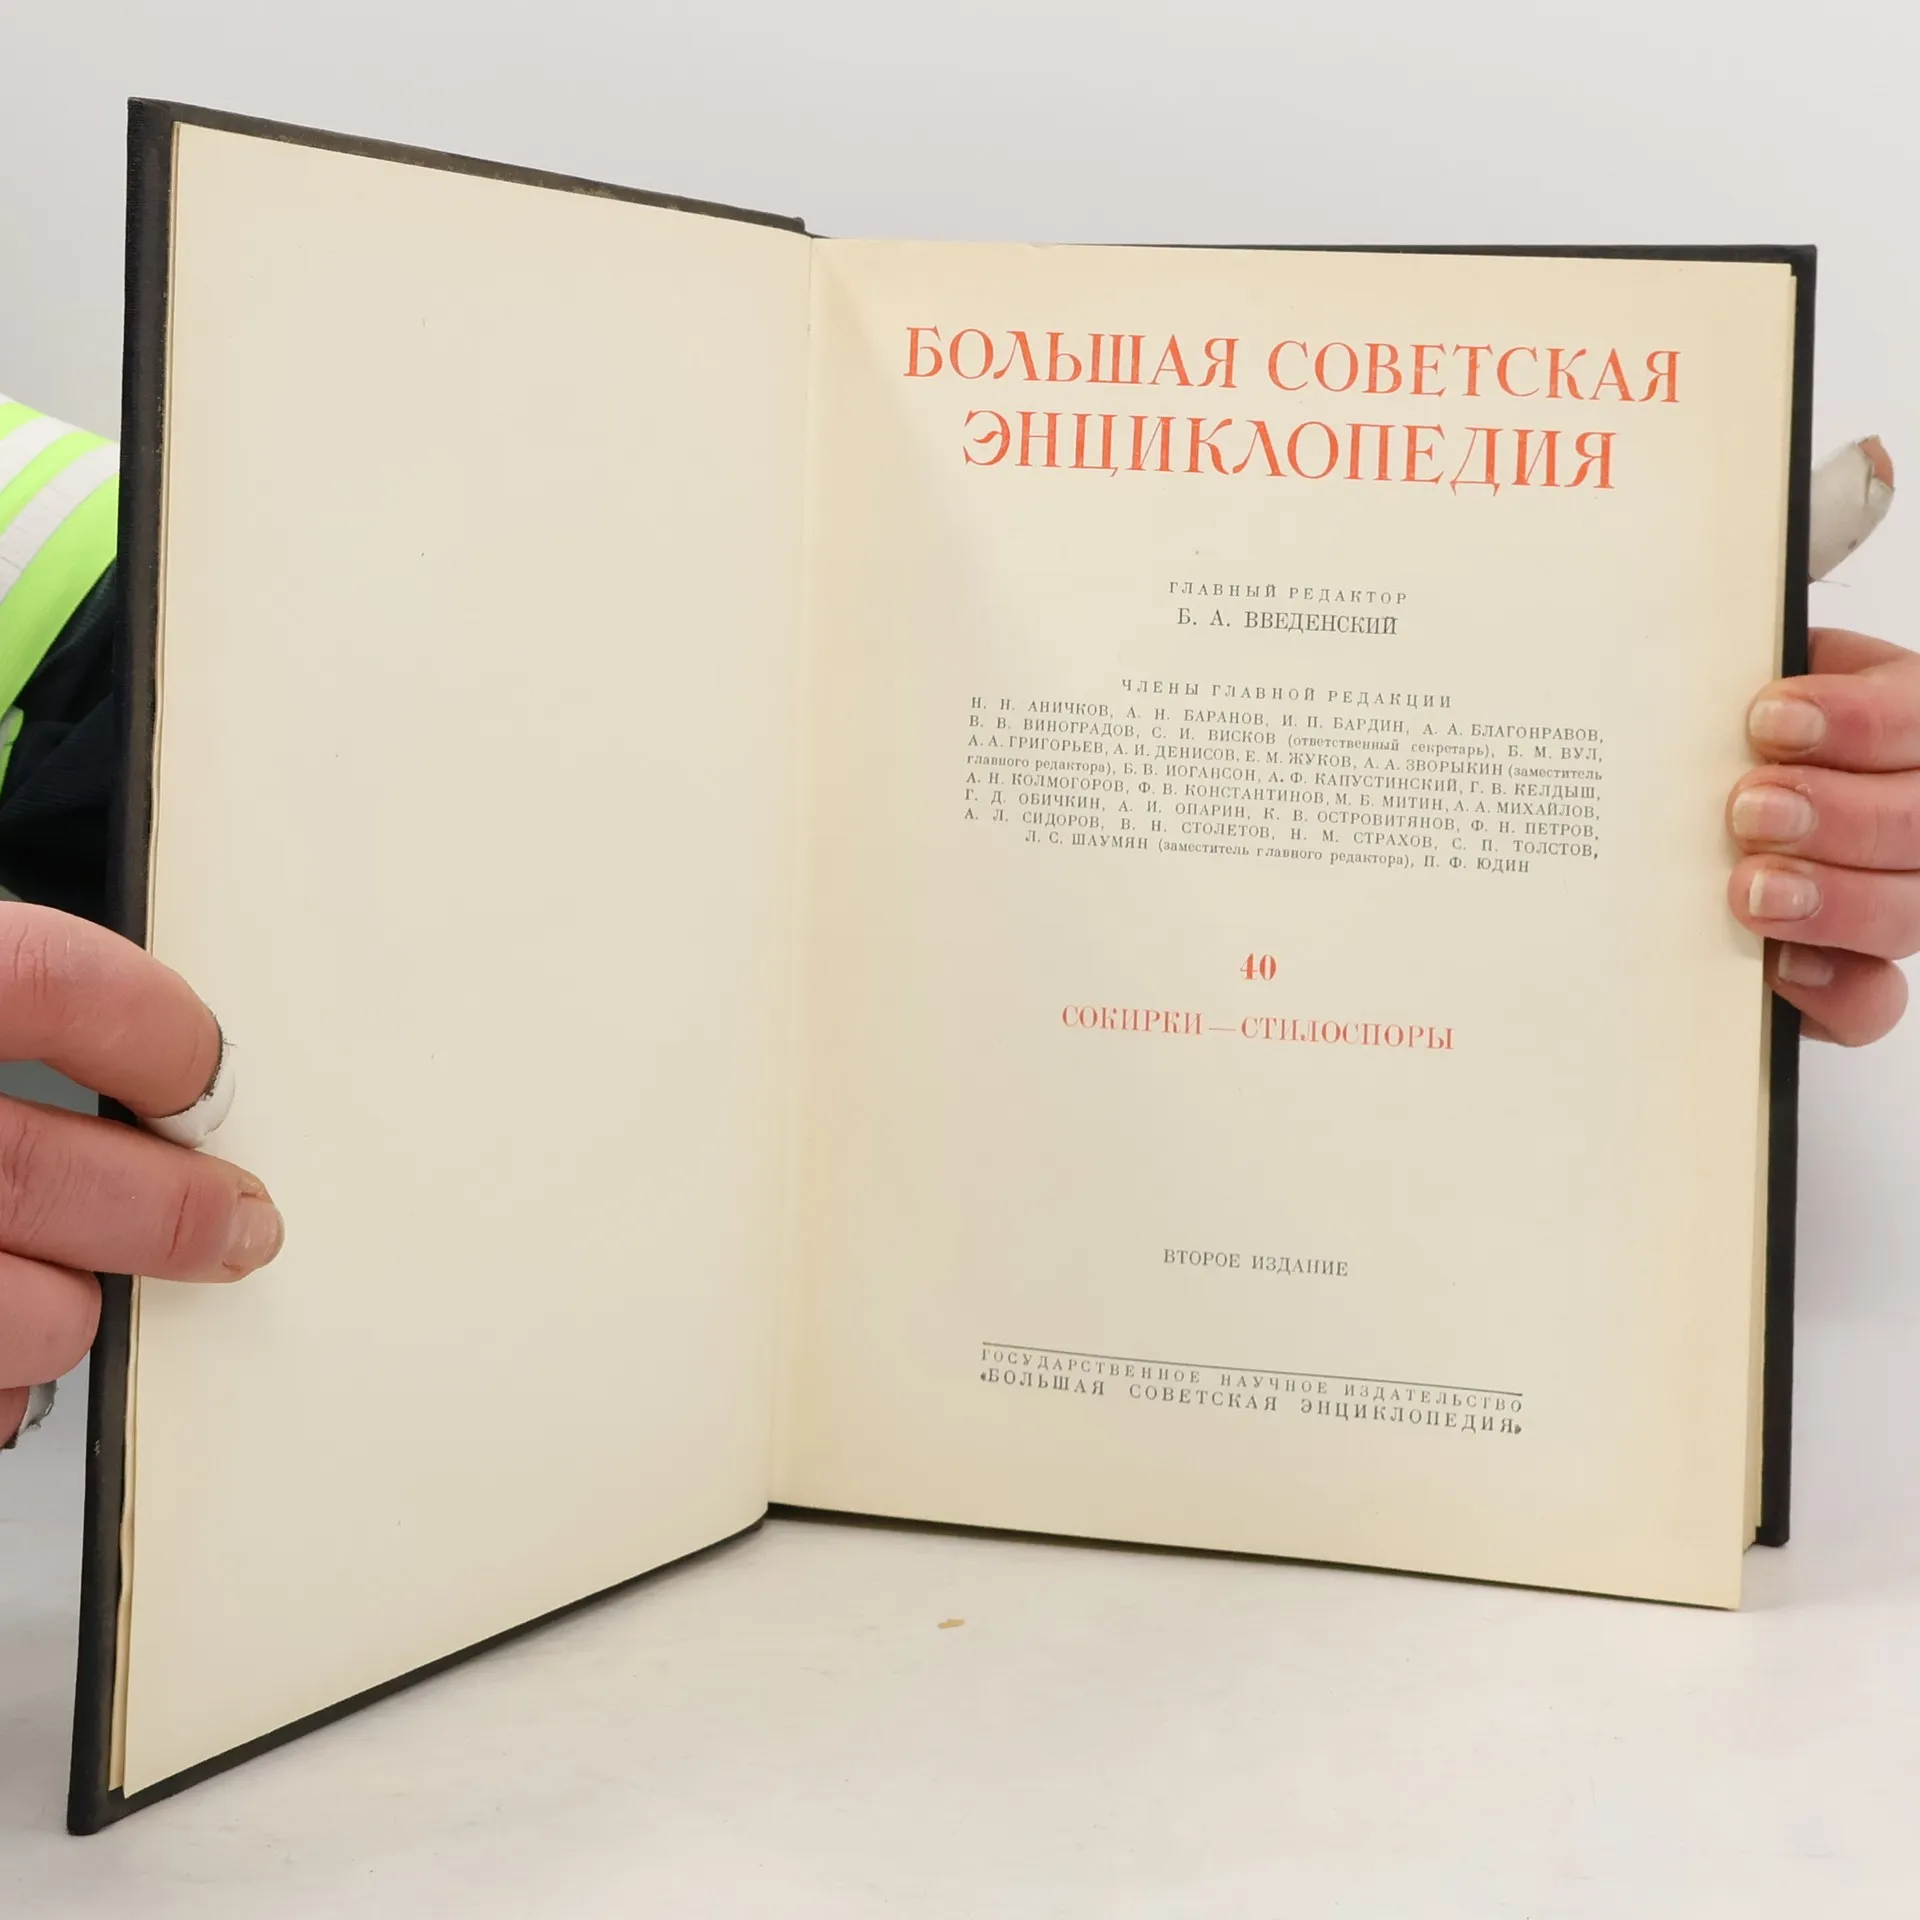 БОЛЬШАЯ СОВЕТСКАЯ
ЭНЦИКЛОПЕДИЯ
ГЛАВНЫЙ РЕДАКТОР
Б. А. ВВЕДЕНСКИЙ
ЧЛЕНЫ ГЛАВНОЙ РЕДАКЦИИ
Н. Н. АНИЧКОВ, А. Н. БАРАНОВ, И. П. БАРДИН, А. А. БЛАГОНРАВОВ,
В. В. ВИНОГРАДОВ, С. И. ВИСКОВ (ответственный секретарь), Б. М. ВУЛ,
А. А. ГРИГОРЬЕВ, А. И. ДЕНИСОВ, Е. М. ЖУКОВ, А. А. ЗВОРЫКИН (заместитель
главного редактора), Б. В. ИОГАНСОН, А. Ф. КАПУСТИНСКИЙ, Г. В. КЕЛДЫШ,
А. Н. КОЛМОГОРОВ, Ф. В. КОНСТАНТИНОВ, М. Б. МИТИН, А. А. МИХАЙЛОВ,
Г. Д. ОБИЧКИН, А. И. ОПАРИН, К. В. ОСТРОВИТЯНОВ, Ф. Н. ПЕТРОВ,
А. Л. СИДОРОВ, В. Н. СТОЛЕТОВ, Н. М. СТРАХОВ, С. П. ТОЛСТОВ,
Л. С. ШАУМЯН (заместитель главного редактора), П. Ф. ЮДИН
40
СОКИРКИ — СТИЛОСПОРЫ
ВТОРОЕ ИЗДАНИЕ
ГОСУДАРСТВЕННОЕ НАУЧНОЕ ИЗДАТЕЛЬСТВО
«БОЛЬШАЯ СОВЕТСКАЯ ЭНЦИКЛОПЕДИЯ»